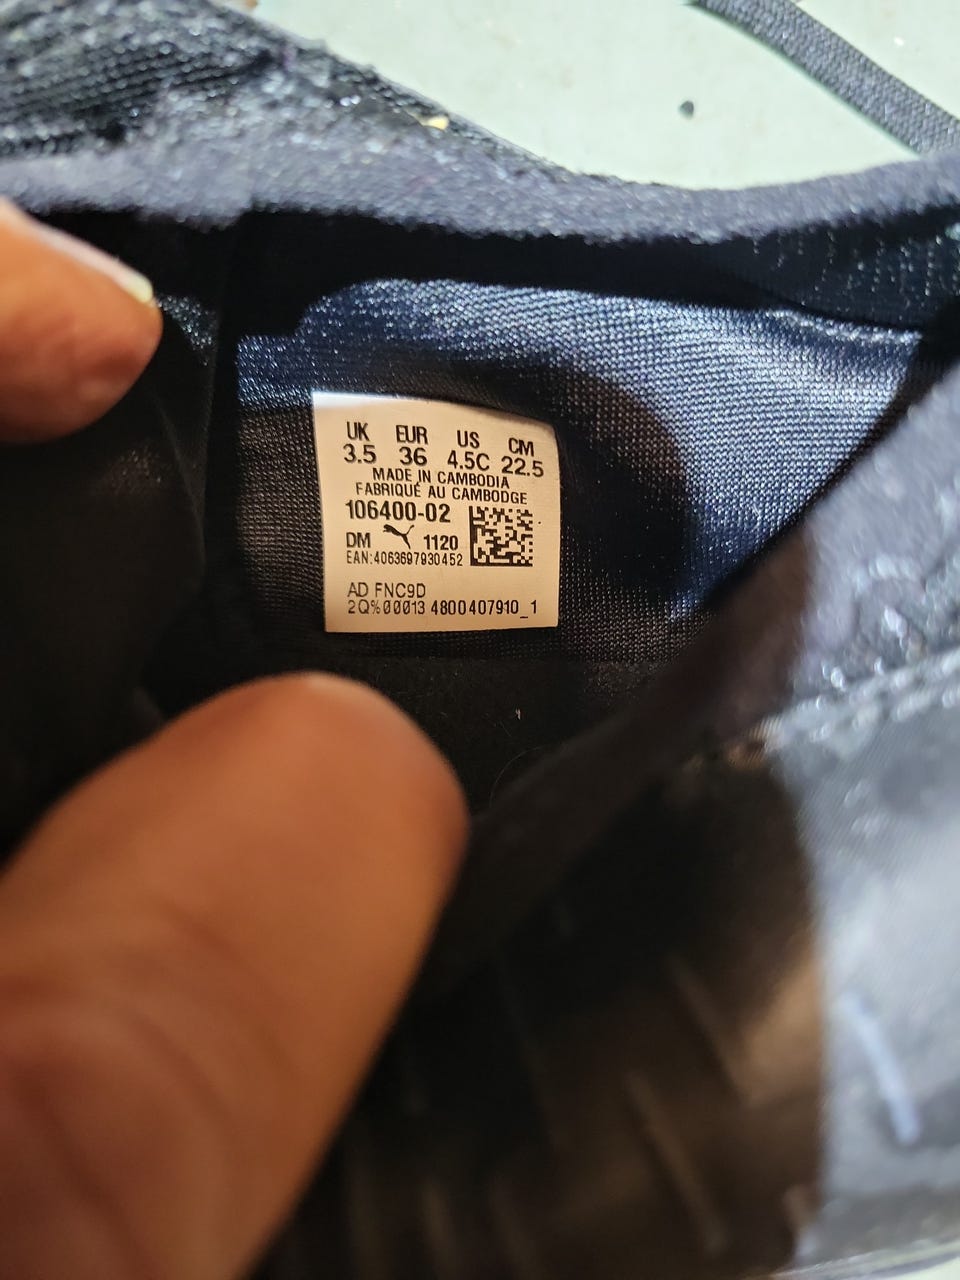 UK EUR US CM
3.5 36 4.5C 22.5
MADE IN CAMBODIA
FABRIQUÉ AU CAMBODGE
106400-02
DM 1120
EAN:4063697930452
AD FNC9D
2Q%00013 4800407910_1